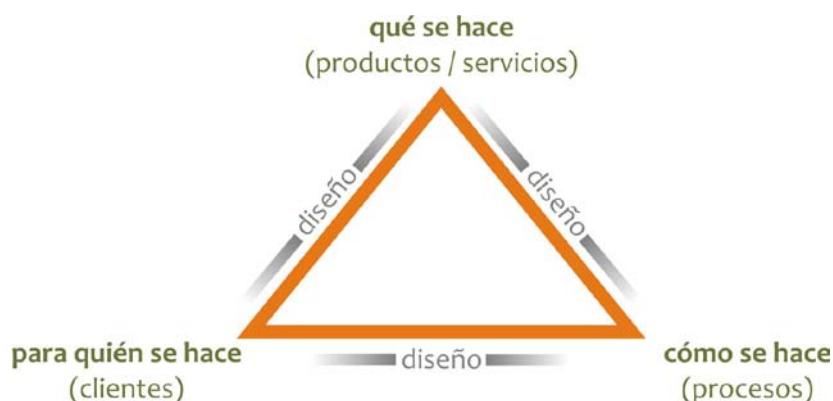 qué se hace
(productos / servicios)
diseño
diseño
para quién se hace
(clientes)
diseño
cómo se hace
(procesos)